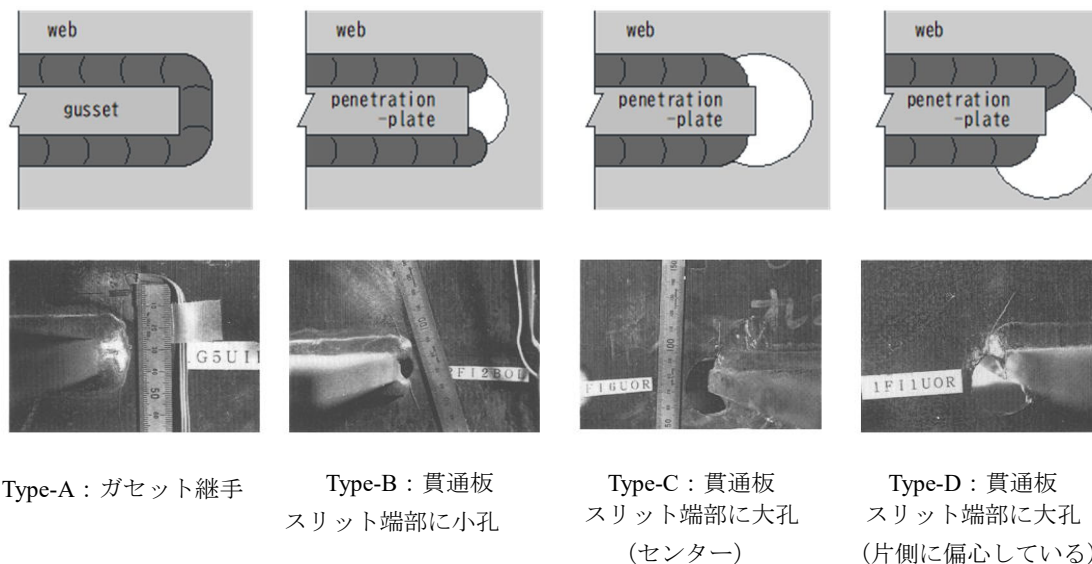 web
web
web
web
gusset
penetration
-plate
penetration
-plate
penetration
-plate
1FI1UOR
Type-A：ガセット継手
Type-B：貫通板
スリット端部に小孔
Type-C：貫通板
スリット端部に大孔
（センター）
Type-D：貫通板
スリット端部に大孔
（片側に偏心している）